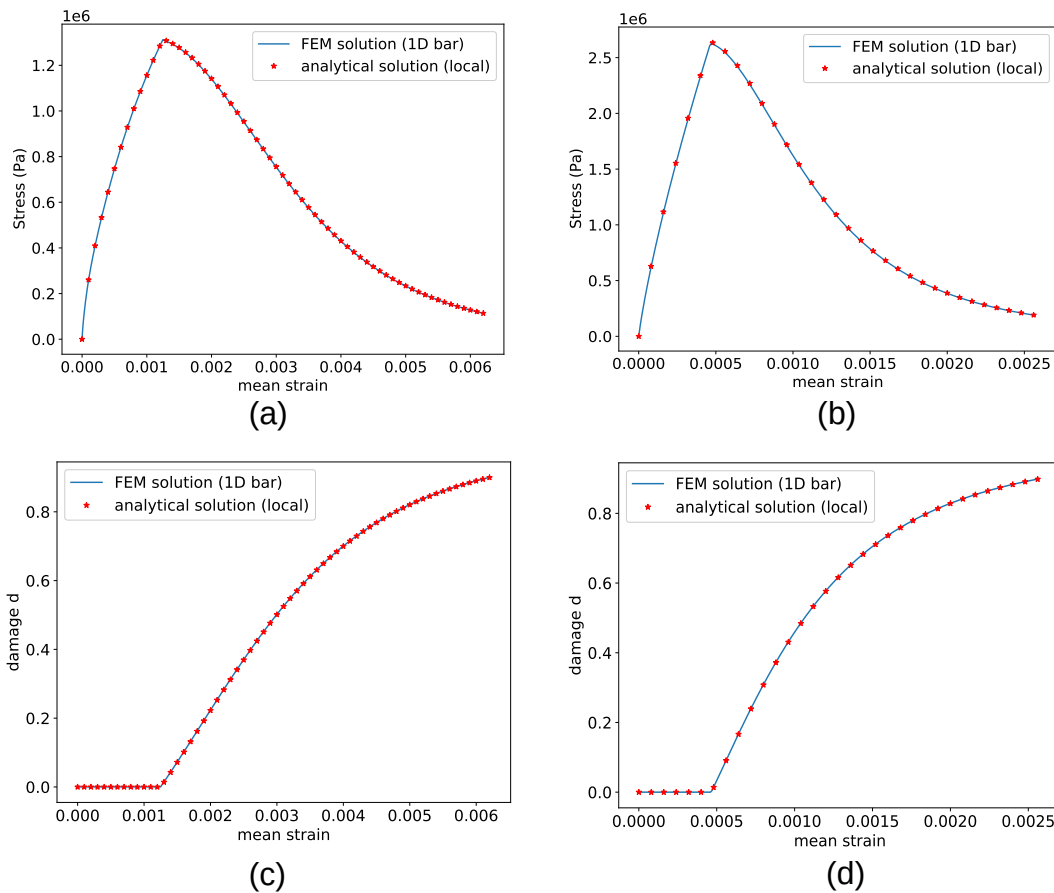 1e6
FEM solution (1D bar)
analytical solution (local)
Stress (Pa)
1.2
1.0
0.8
0.6
0.4
0.2
0.0
0.000 0.001 0.002 0.003 0.004 0.005 0.006
mean strain
(a)
1e6
FEM solution (1D bar)
analytical solution (local)
Stress (Pa)
2.5
2.0
1.5
1.0
0.5
0.0
0.0000 0.0005 0.0010 0.0015 0.0020 0.0025
mean strain
(b)
FEM solution (1D bar)
analytical solution (local)
damage d
0.8
0.6
0.4
0.2
0.0
0.000 0.001 0.002 0.003 0.004 0.005 0.006
mean strain
(c)
FEM solution (1D bar)
analytical solution (local)
damage d
0.8
0.6
0.4
0.2
0.0
0.0000 0.0005 0.0010 0.0015 0.0020 0.0025
mean strain
(d)